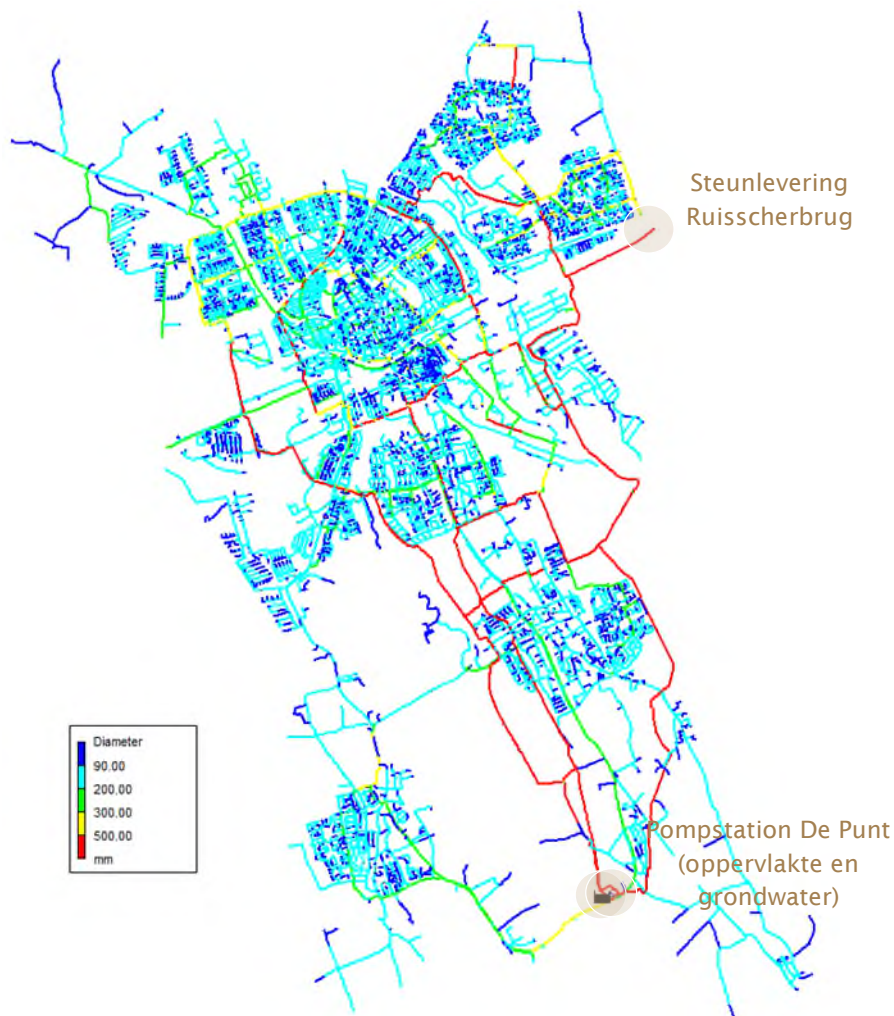 Steunlevering
Ruisscherbrug
Diameter
90.00
200.00
300.00
500.00
mm
Pompstation De Punt
(oppervlakte en
grondwater)